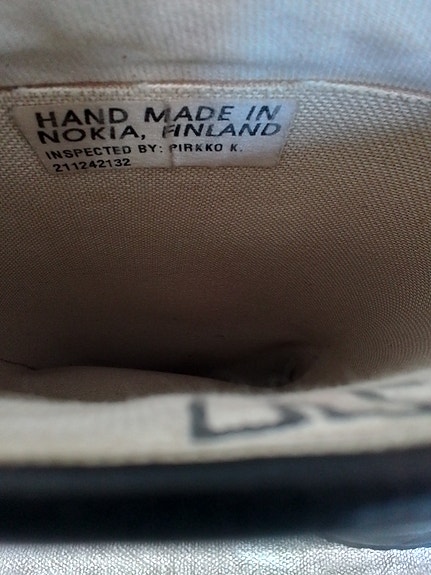 HAND MADE IN
NOKIA, FINLAND
INSPECTED BY: PIRKKO K.
211242132